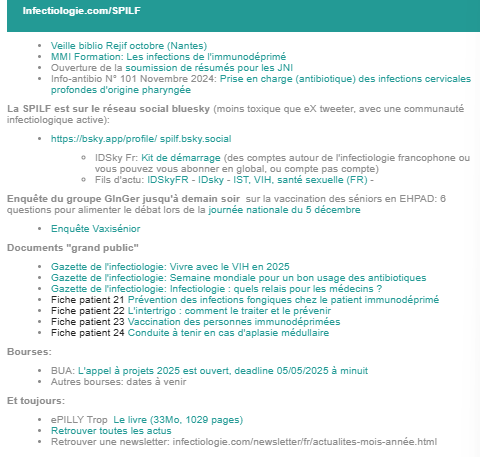 Infectiologie.com/SPILF
Veille biblio Rejif octobre (Nantes)
MMI Formation: Les infections de l'immunodéprimé
Ouverture de la soumission de résumés pour les JNI
Info-antibio N° 101 Novembre 2024: Prise en charge (antibiotique) des infections cervicales
profondes d'origine pharyngée
La SPILF est sur le réseau social bluesky (moins toxique que eX tweeter, avec une communauté
infectiologique active):
https://bsky.app/profile/ spilf.bsky.social
IDSky Fr: Kit de démarrage (des comptes autour de l'infectiologie francophone ou
vous pouvez vous abonner en global, ou compte pas compte)
Fils d'actu: IDSkyFR - IDsky - IST, VIH, santé sexuelle (FR) -
Enquête du groupe GInGer jusqu'à demain soir sur la vaccination des séniors en EHPAD: 6
questions pour alimenter le débat lors de la journée nationale du 5 décembre
Enquête Vaxisénior
Documents "grand public"
Gazette de l'infectiologie: Vivre avec le VIH en 2025
Gazette de l'infectiologie: Semaine mondiale pour un bon usage des antibiotiques
Gazette de l'infectiologie: Infectiologie : quels relais pour les médecins ?
Fiche patient 21 Prévention des infections fongiques chez le patient immunodéprimé
Fiche patient 22 L'intertrigo : comment le traiter et le prévenir
Fiche patient 23 Vaccination des personnes immunodéprimées
Fiche patient 24 Conduite à tenir en cas d'aplasie médullaire
Bourses:
BUA: L'appel à projets 2025 est ouvert, deadline 05/05/2025 à minuit
Autres bourses: dates à venir
Et toujours:
ePILLY Trop Le livre (33Mo, 1029 pages)
Retrouver toutes les actus
Retrouver une newsletter: infectiologie.com/newsletter/fr/actualites-mois-année.html